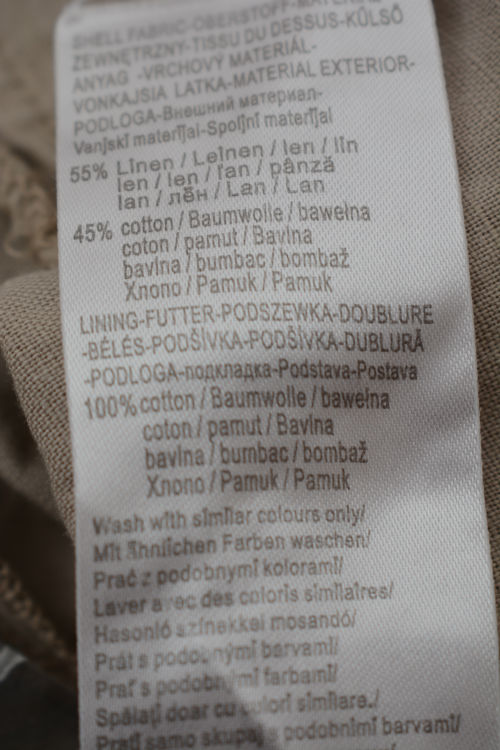 SHELL FABRIC-OBERSTOFF-MATERIAŁ
ZEWNĘTRZNY-TISSU DU DESSUS-KÜLSŐ
ANYAG -VRCHOVÝ MATERIÁL-
VONKAJSIA LATKA-MATERIAL EXTERIOR-
PODLOGA-Внешний материал-
Vanjski materijal-Spoljni materijal
55% Linen / Leinen / len / lin
len / len / ľan / pânză
lan / лён / Lan / Lan
45% cotton / Baumwolle / bawełna
coton / pamut / Bavlna
bavlna / bumbac / bombaž
Хлопо / Pamuk / Pamuk
LINING-FUTTER-PODSZEWKA-DOUBLURE
-BÉLÉS-PODŠÍVKA-PODŠÍVKA-DUBLURĂ
-PODLOGA-подкладка-Podstava-Postava
100% cotton / Baumwolle / bawełna
coton / pamut / Bavlna
bavlna / bumbac / bombaž
Хлопо / Pamuk / Pamuk
Wash with similar colours only/
Mit ähnlichen Farben waschen/
Prać z podobnymi kolorami/
Laver avec des coloris similaires/
Hasonló színekkel mosandó/
Prát s podobnými barvami/
Prať s podobnými farbami/
Spălaţi doar cu culori similare./
Prati samo skupaj s podobnimi barvami/